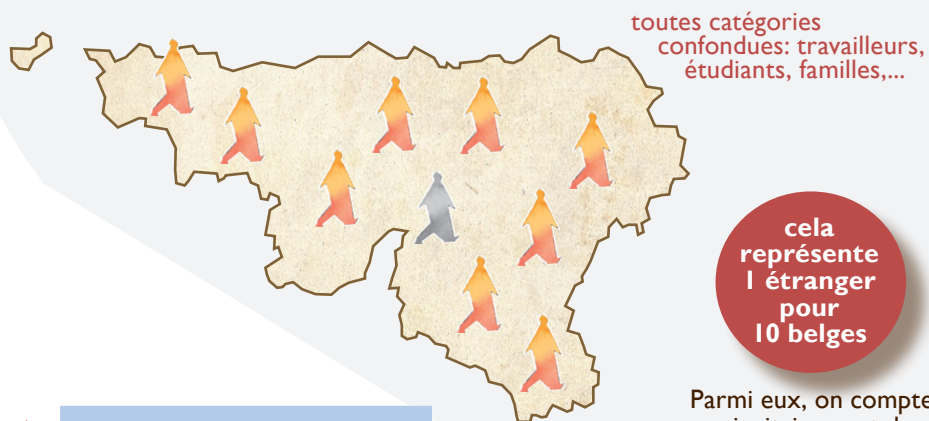 toutes catégories
confondues: travailleurs,
étudiants, familles,...
cela
représente
1 étranger
pour
10 belges
Parmi eux, on compte